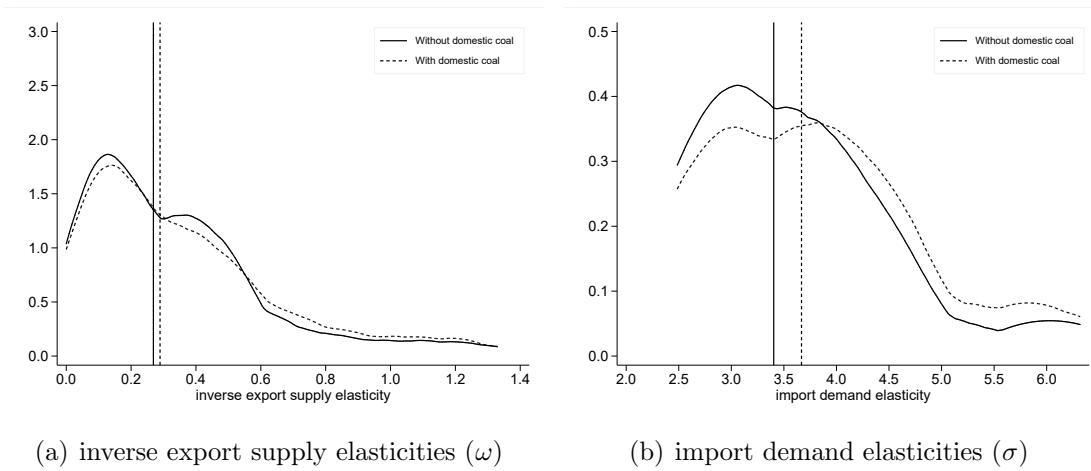 3.0
2.5
2.0
1.5
1.0
0.5
0.0
0.0 0.2 0.4 0.6 0.8 1.0 1.2 1.4
inverse export supply elasticity
Without domestic coal
With domestic coal
(a) inverse export supply elasticities (ω)
0.5
0.4
0.3
0.2
0.1
0.0
2.0 2.5 3.0 3.5 4.0 4.5 5.0 5.5 6.0
import demand elasticity
Without domestic coal
With domestic coal
(b) import demand elasticities (σ)